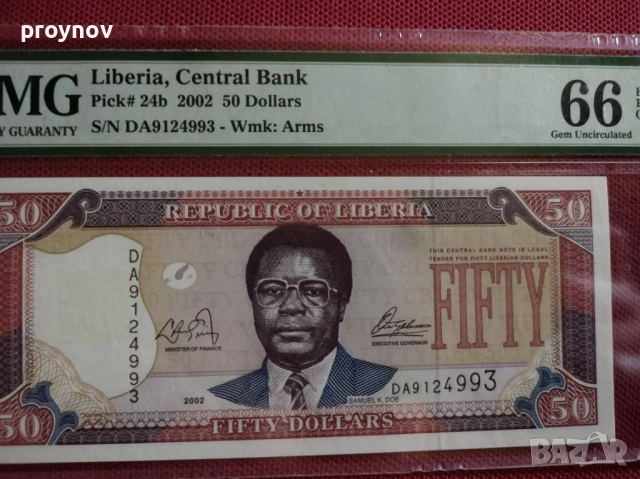 proynov
MG
Y GUARANTY
Liberia, Central Bank
Pick# 24b 2002 50 Dollars
S/N DA9124993 - Wmk: Arms
66
Gem Uncirculated
50
REPUBLIC OF LIBERIA
50
THIS CENTRAL BANK NOTE IS LEGAL
TENDER FOR FIFTY LIBERIAN DOLLARS
FIFTY
DA9124993
MINISTER OF FINANCE
EXECUTIVE GOVERNOR
DA9124993
2002
SAMUEL K. DOE
50
FIFTY DOLLARS
50
BAZAR